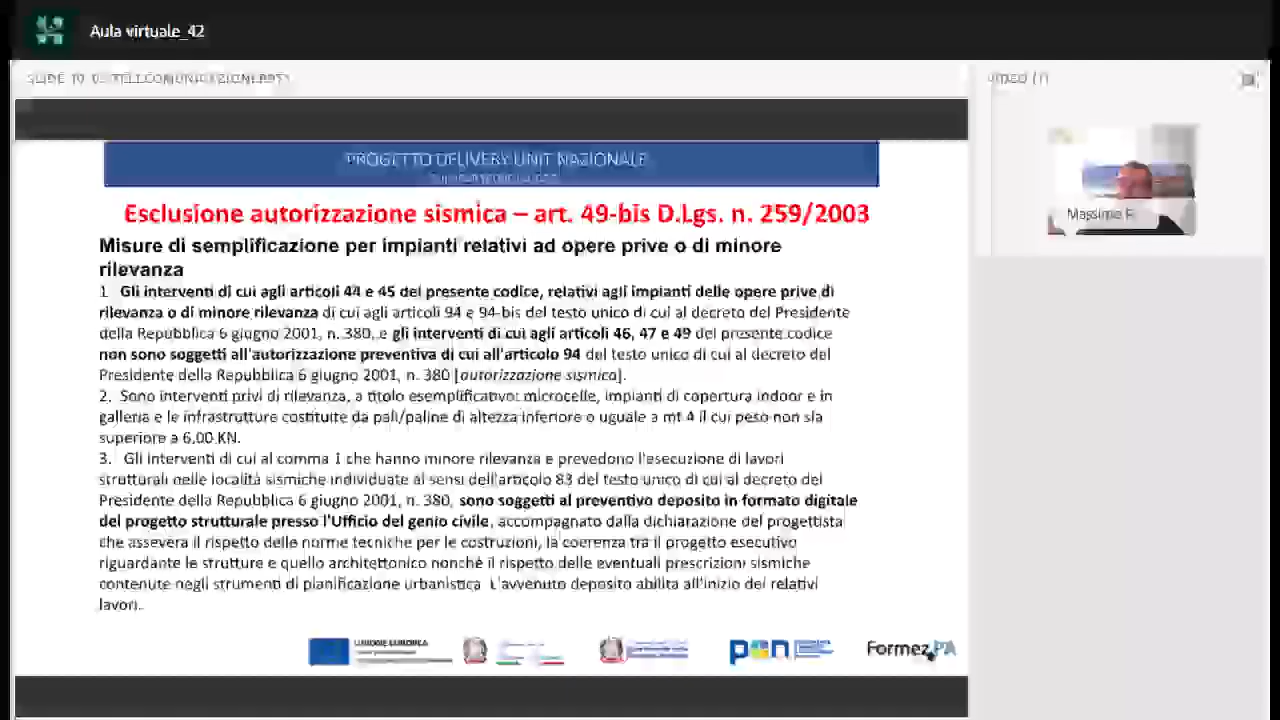 Aula virtuale_42
VIDEO (1)
PROGETTO DELIVERY UNIT NAZIONALE
Esclusione autorizzazione sismica – art. 49-bis D.Lgs. n. 259/2003
Misure di semplificazione per impianti relativi ad opere prive o di minore
rilevanza
1 Gli interventi di cui agli articoli 44 e 45 del presente codice, relativi agli impianti delle opere prive di
rilevanza o di minore rilevanza di cui agli articoli 94 e 94-bis del testo unico di cui al decreto del Presidente
della Repubblica 6 giugno 2001, n. 380, e gli interventi di cui agli articoli 46, 47 e 49 del presente codice
non sono soggetti all'autorizzazione preventiva di cui all'articolo 94 del testo unico di cui al decreto del
Presidente della Repubblica 6 giugno 2001, n. 380 [autorizzazione sismica].
2. Sono interventi privi di rilevanza, a titolo esemplificativo: microcelle, impianti di copertura indoor e in
galleria e le infrastrutture costituite da pali/paline di altezza inferiore o uguale a mt 4 il cui peso non sia
superiore a 6,00 KN.
3. Gli interventi di cui al comma 1 che hanno minore rilevanza e prevedono l'esecuzione di lavori
strutturali nelle località sismiche individuate ai sensi dell'articolo 83 del testo unico di cui al decreto del
Presidente della Repubblica 6 giugno 2001, n. 380, sono soggetti al preventivo deposito in formato digitale
del progetto strutturale presso l'Ufficio del genio civile, accompagnato dalla dichiarazione del progettista
che assevera il rispetto delle norme tecniche per le costruzioni, la coerenza tra il progetto esecutivo
riguardante le strutture e quello architettonico nonché il rispetto delle eventuali prescrizioni sismiche
contenute negli strumenti di pianificazione urbanistica L'avvenuto deposito abilita all'inizio dei relativi
lavori.
Massimo F.
UNIONE EUROPEA
pon
Formez PA